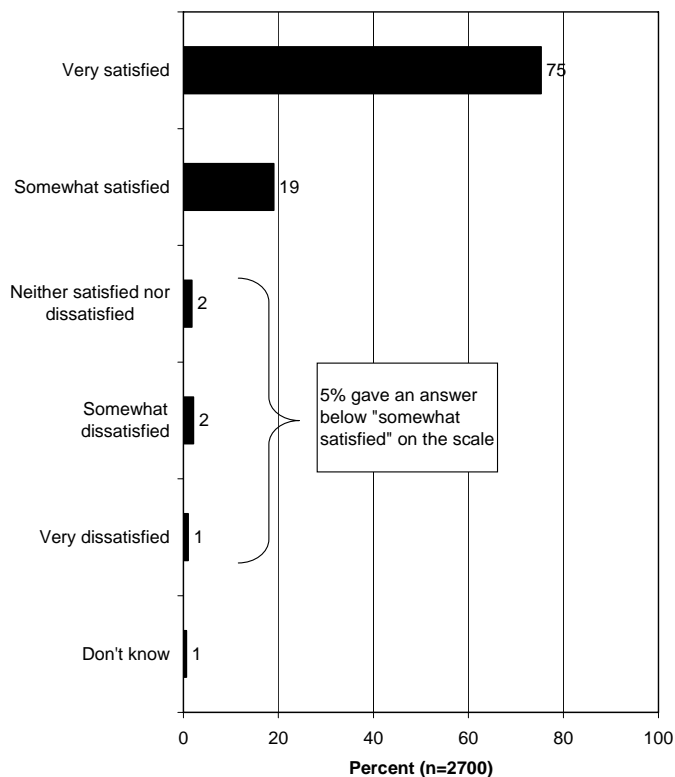 Very satisfied
75
Somewhat satisfied
19
Neither satisfied nor
dissatisfied
2
Somewhat
dissatisfied
2
Very dissatisfied
1
Don't know
1
5% gave an answer
below "somewhat
satisfied" on the scale
0 20 40 60 80 100
Percent (n=2700)